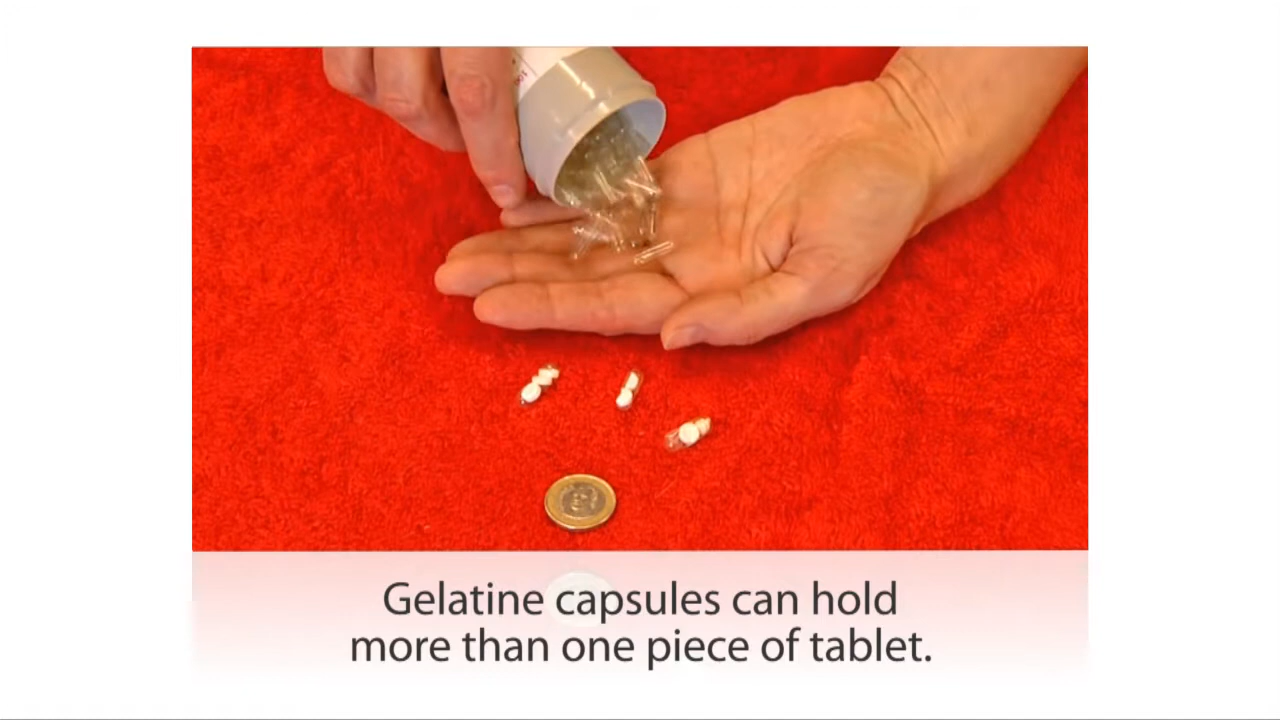 Gelatine capsules can hold
more than one piece of tablet.